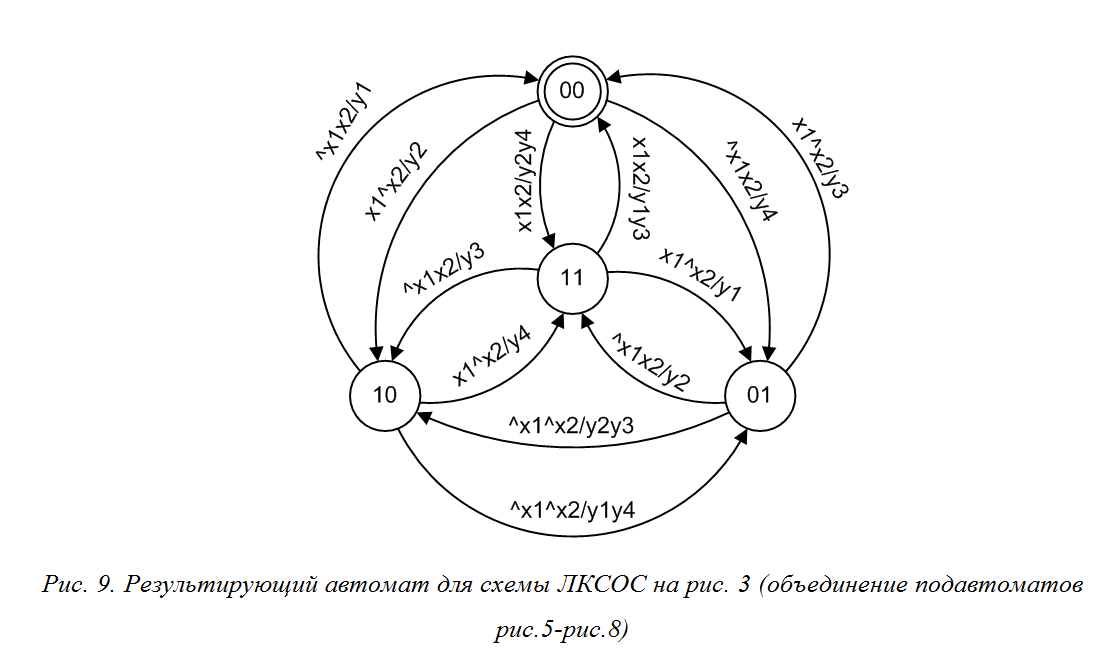 00
^x1x2/y1
x1^x2/y2
x1x2/y2y4
x1x2/y1y3
^x1x2/y4
x1^x2/y3
11
^x1x2/y3
x1^x2/y1
x1^x2/y4
^x1x2/y2
10
01
^x1^x2/y2y3
^x1^x2/y1y4
Рис. 9. Результирующий автомат для схемы ЛКСОС на рис. 3 (объединение подавтоматов
рис.5-рис.8)